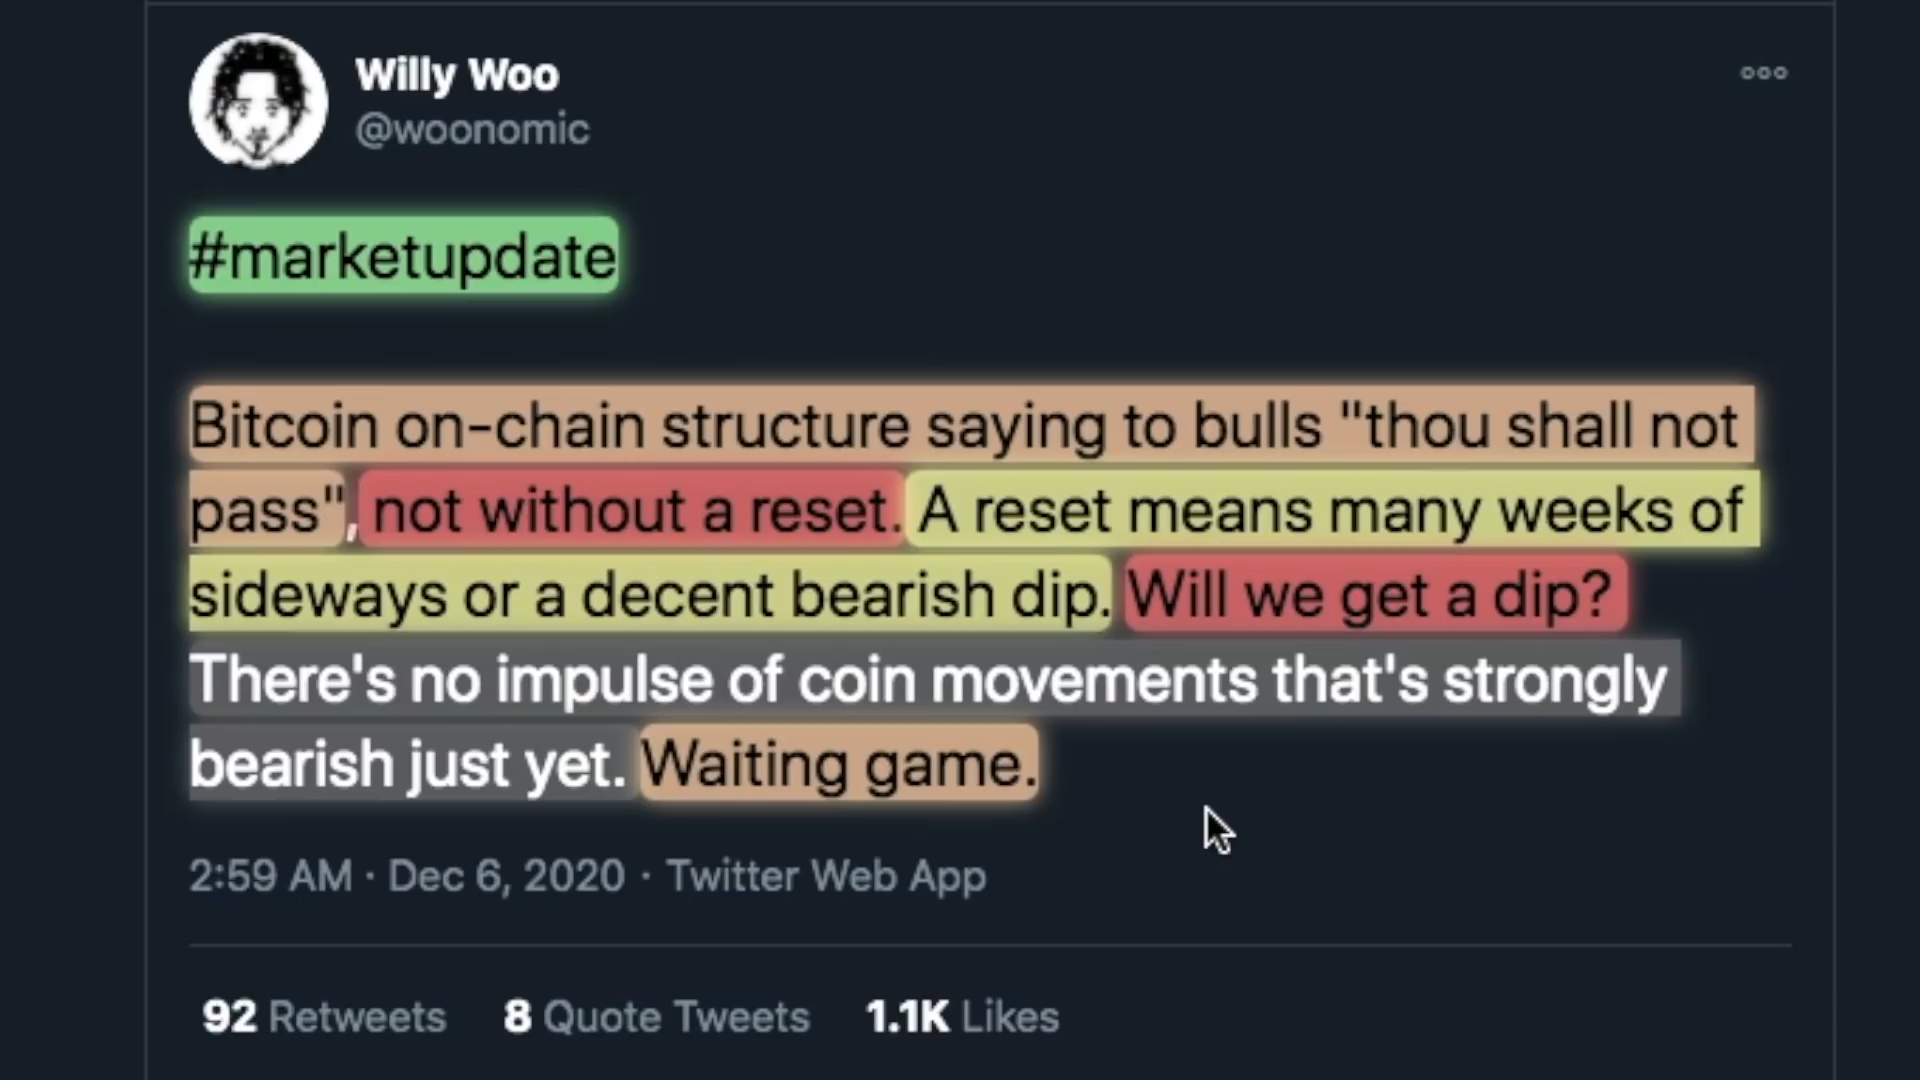 Willy Woo
@woonomic
#marketupdate
Bitcoin on-chain structure saying to bulls "thou shall not
pass", not without a reset. A reset means many weeks of
sideways or a decent bearish dip. Will we get a dip?
There's no impulse of coin movements that's strongly
bearish just yet. Waiting game.
2:59 AM · Dec 6, 2020 · Twitter Web App
92 Retweets 8 Quote Tweets 1.1K Likes